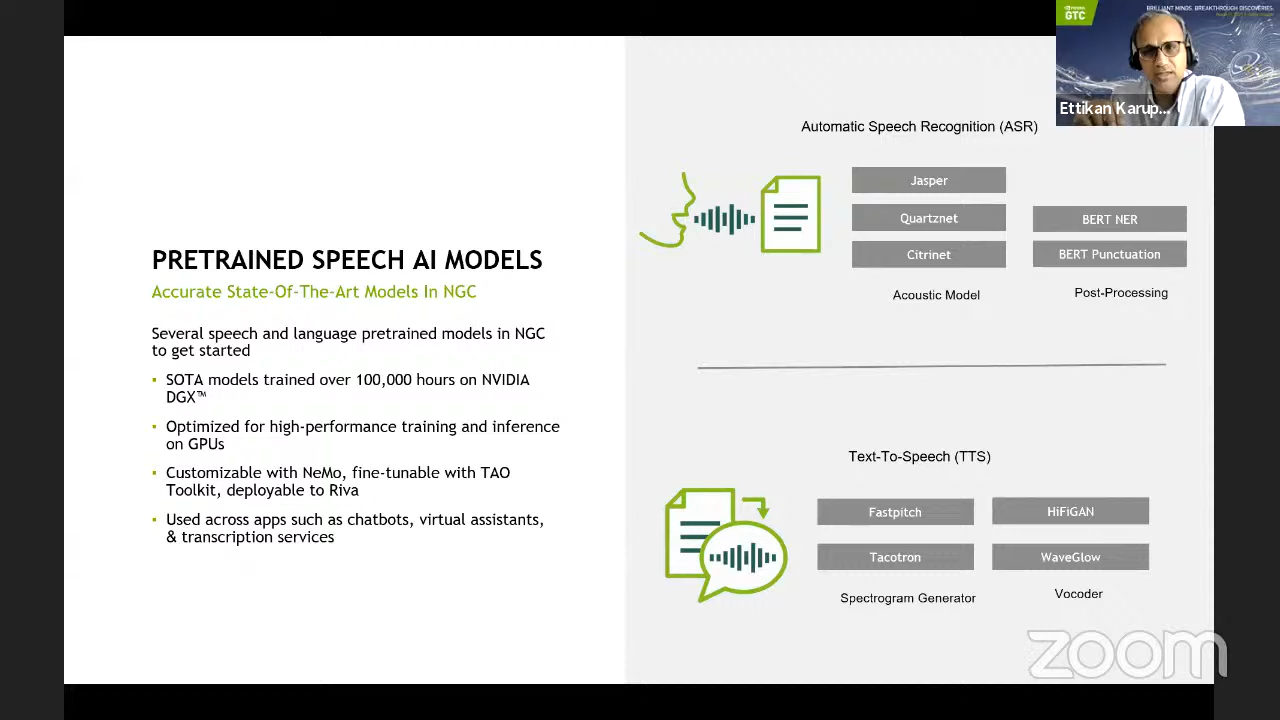 PRETRAINED SPEECH AI MODELS
Accurate State-Of-The-Art Models In NGC
Several speech and language pretrained models in NGC
to get started
▪ SOTA models trained over 100,000 hours on NVIDIA
DGX™
▪ Optimized for high-performance training and inference
on GPUs
▪ Customizable with NeMo, fine-tunable with TAO
Toolkit, deployable to Riva
▪ Used across apps such as chatbots, virtual assistants,
& transcription services
Automatic Speech Recognition (ASR)
Jasper
Quartznet
Citrinet
Acoustic Model
BERT NER
BERT Punctuation
Post-Processing
Text-To-Speech (TTS)
Fastpitch
Tacotron
Spectrogram Generator
HiFiGAN
WaveGlow
Vocoder
GTC
BRILLIANT MINDS. BREAKTHROUGH DISCOVERIES.
Ettikan Karup...
zoom